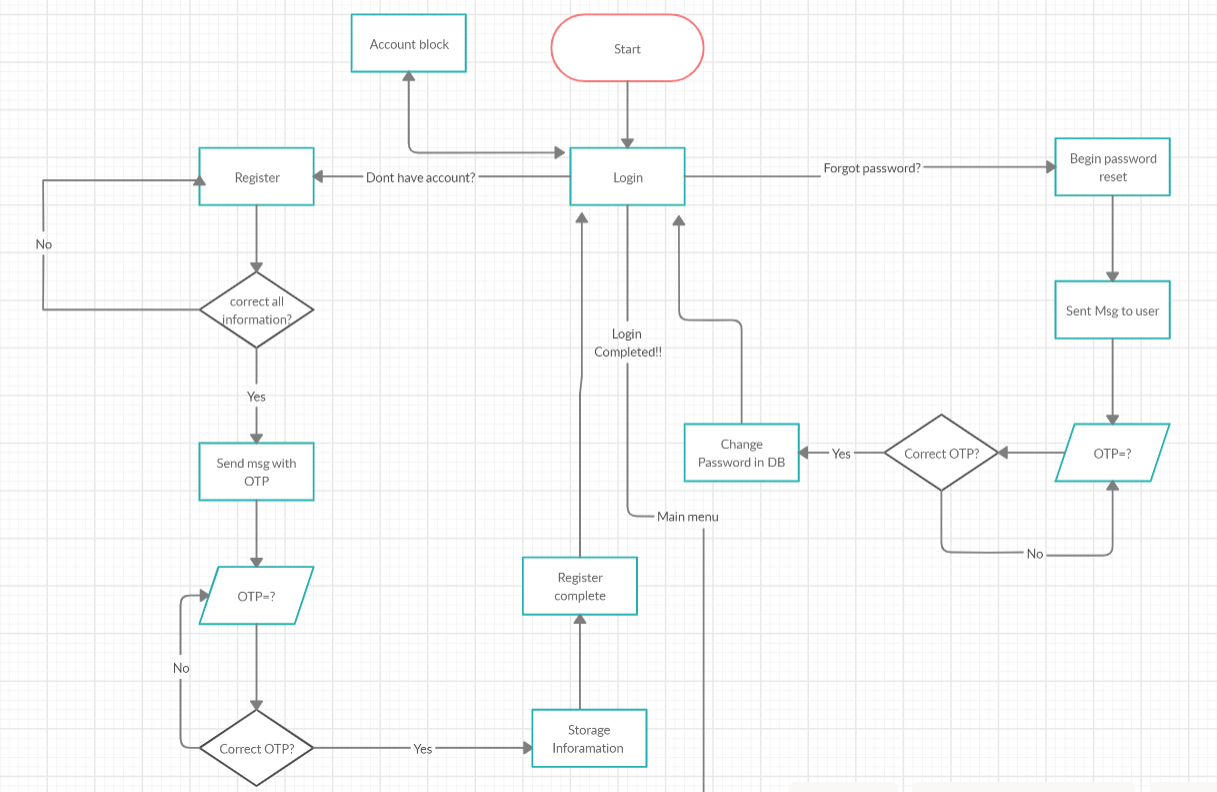 Account block
Start
Register
Dont have account?
Login
Forgot password?
Begin password
reset
No
correct all
information?
Sent Msg to user
Login
Completed!!
Yes
Send msg with
OTP
Change
Password in DB
Yes
Correct OTP?
OTP=?
Main menu
No
OTP=?
Register
complete
No
Correct OTP?
Yes
Storage
Inforamation